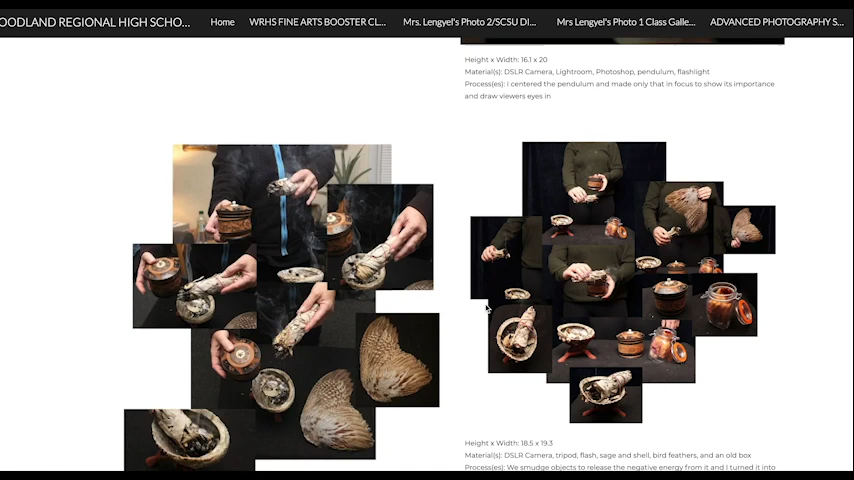 OODLAND REGIONAL HIGH SCHO...
Home
WRHS FINE ARTS BOOSTER CL...
Mrs. Lengyel's Photo 2/SCSU DI...
Mrs Lengyel's Photo 1 Class Galle...
ADVANCED PHOTOGRAPHY S...
Height x Width: 16.1 x 20
Material(s): DSLR Camera, Lightroom, Photoshop, pendulum, flashlight
Process(es): I centered the pendulum and made only that in focus to show its importance
and draw viewers eyes in
Height x Width: 18.5 x 19.3
Material(s): DSLR Camera, tripod, flash, sage and shell, bird feathers, and an old box
Process(es): We smudge objects to release the negative energy from it and I turned it into